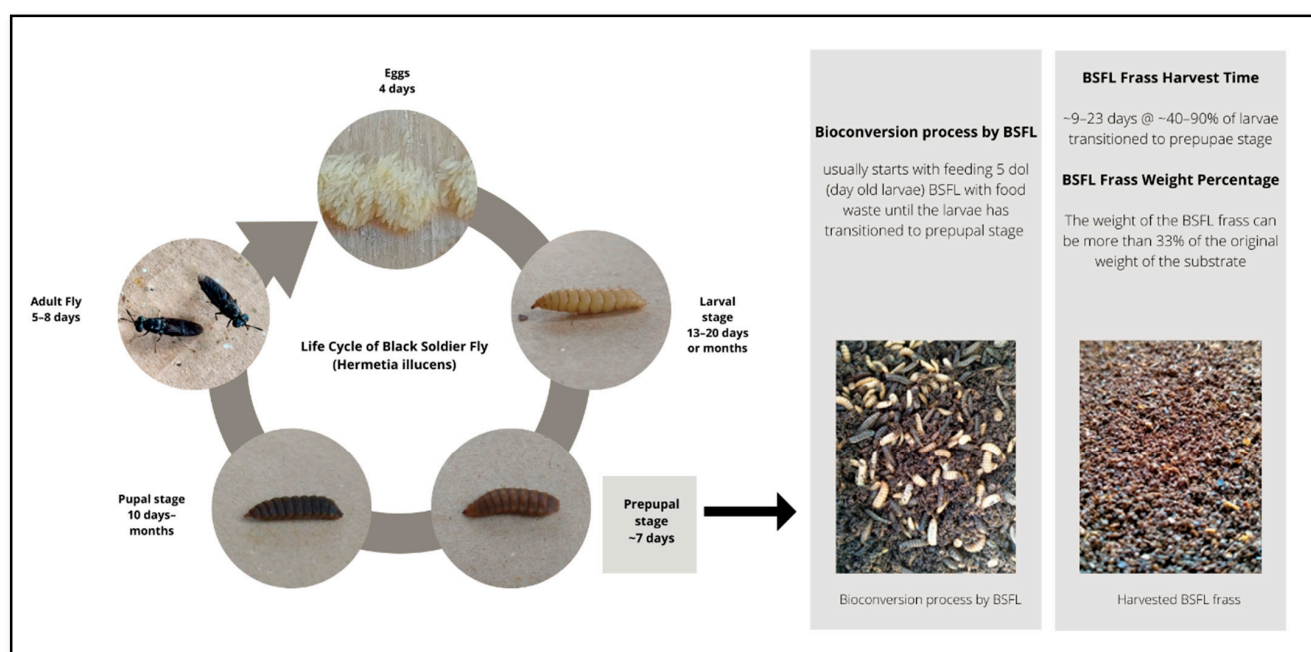 Eggs
4 days
Larval
stage
13–20 days
or months
Prepupal
stage
~7 days
Pupal stage
10 days–
months
Adult Fly
5–8 days
Life Cycle of Black Soldier Fly
(Hermetia illucens)
Bioconversion process by BSFL
usually starts with feeding 5 dol
(day old larvae) BSFL with food
waste until the larvae has
transitioned to prepupal stage
Bioconversion process by BSFL
BSFL Frass Harvest Time
~9–23 days @ ~40–90% of larvae
transitioned to prepupae stage
BSFL Frass Weight Percentage
The weight of the BSFL frass can
be more than 33% of the original
weight of the substrate
Harvested BSFL frass